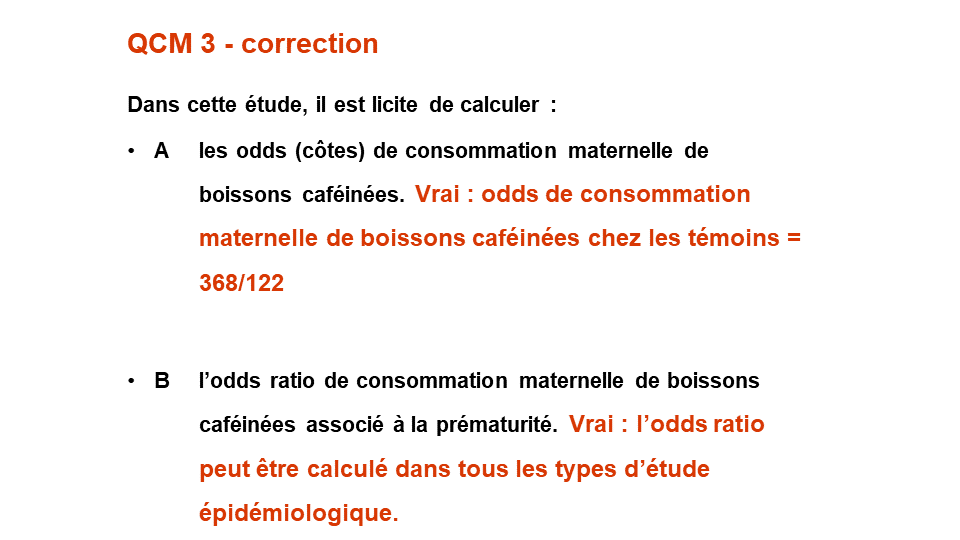 QCM 3 - correction
Dans cette étude, il est licite de calculer :
• A les odds (côtes) de consommation maternelle de
boissons caféinées. Vrai : odds de consommation
maternelle de boissons caféinées chez les témoins =
368/122
• B l’odds ratio de consommation maternelle de boissons
caféinées associé à la prématurité. Vrai : l’odds ratio
peut être calculé dans tous les types d’étude
épidémiologique.